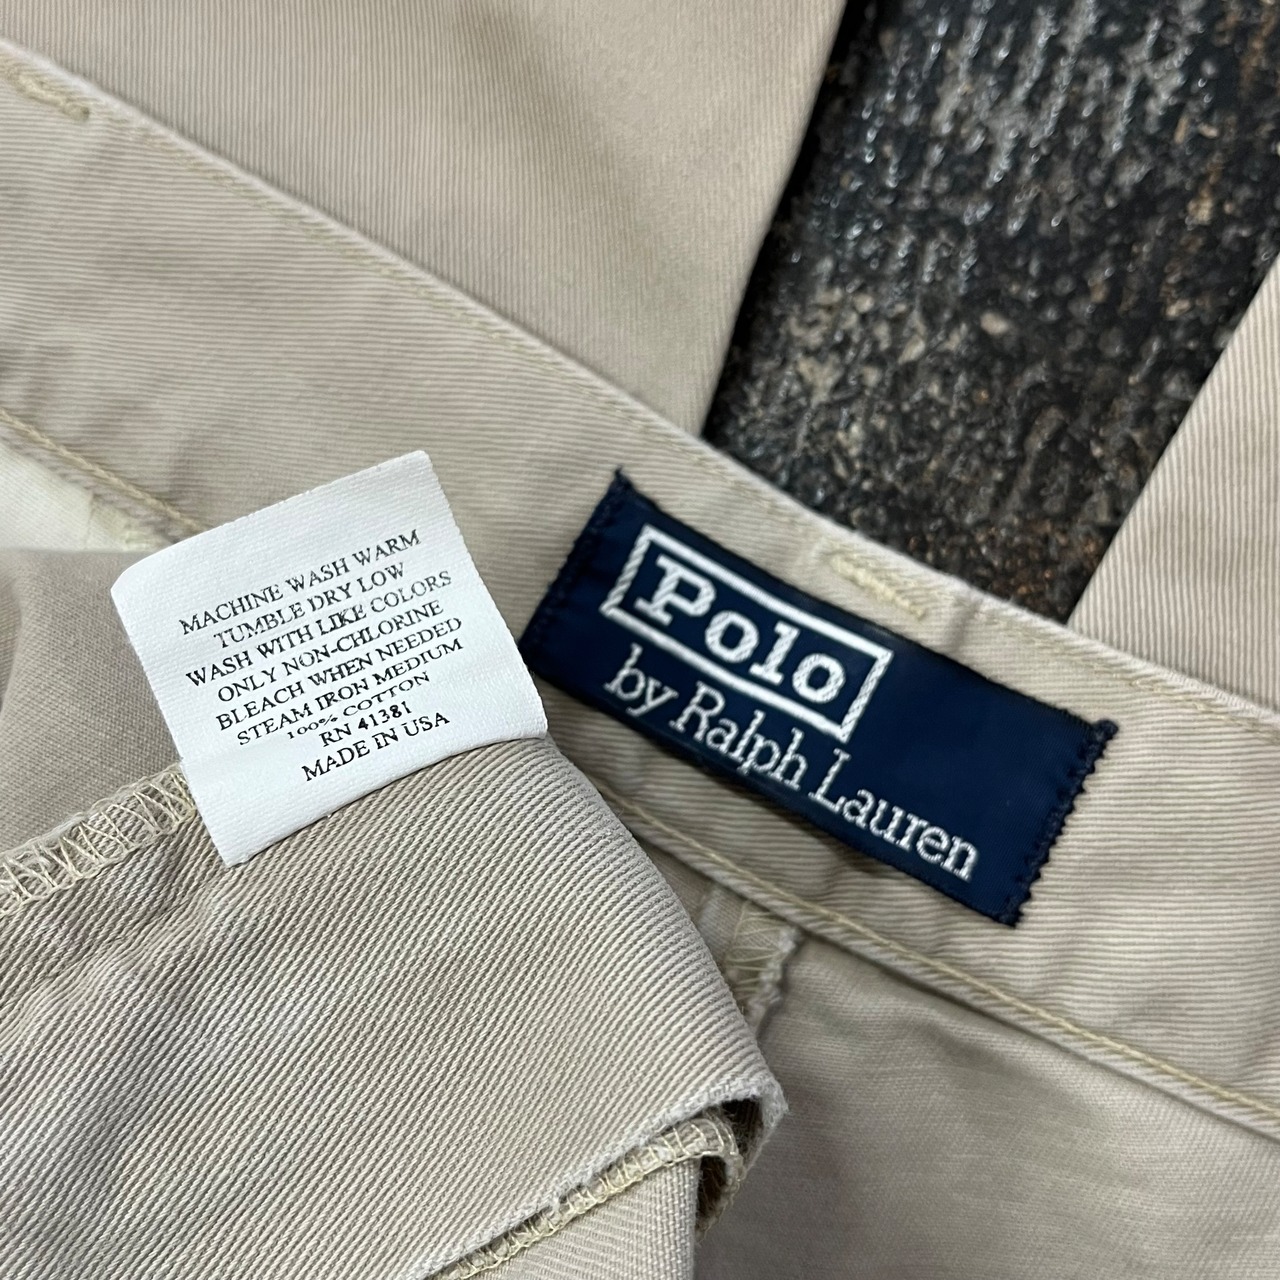 MACHINE WASH WARM
TUMBLE DRY LOW
WASH WITH LIKE COLORS
ONLY NON-CHLORINE
BLEACH WHEN NEEDED
STEAM IRON MEDIUM
100% COTTON
RN 41381
MADE IN USA
Polo
by Ralph Lauren